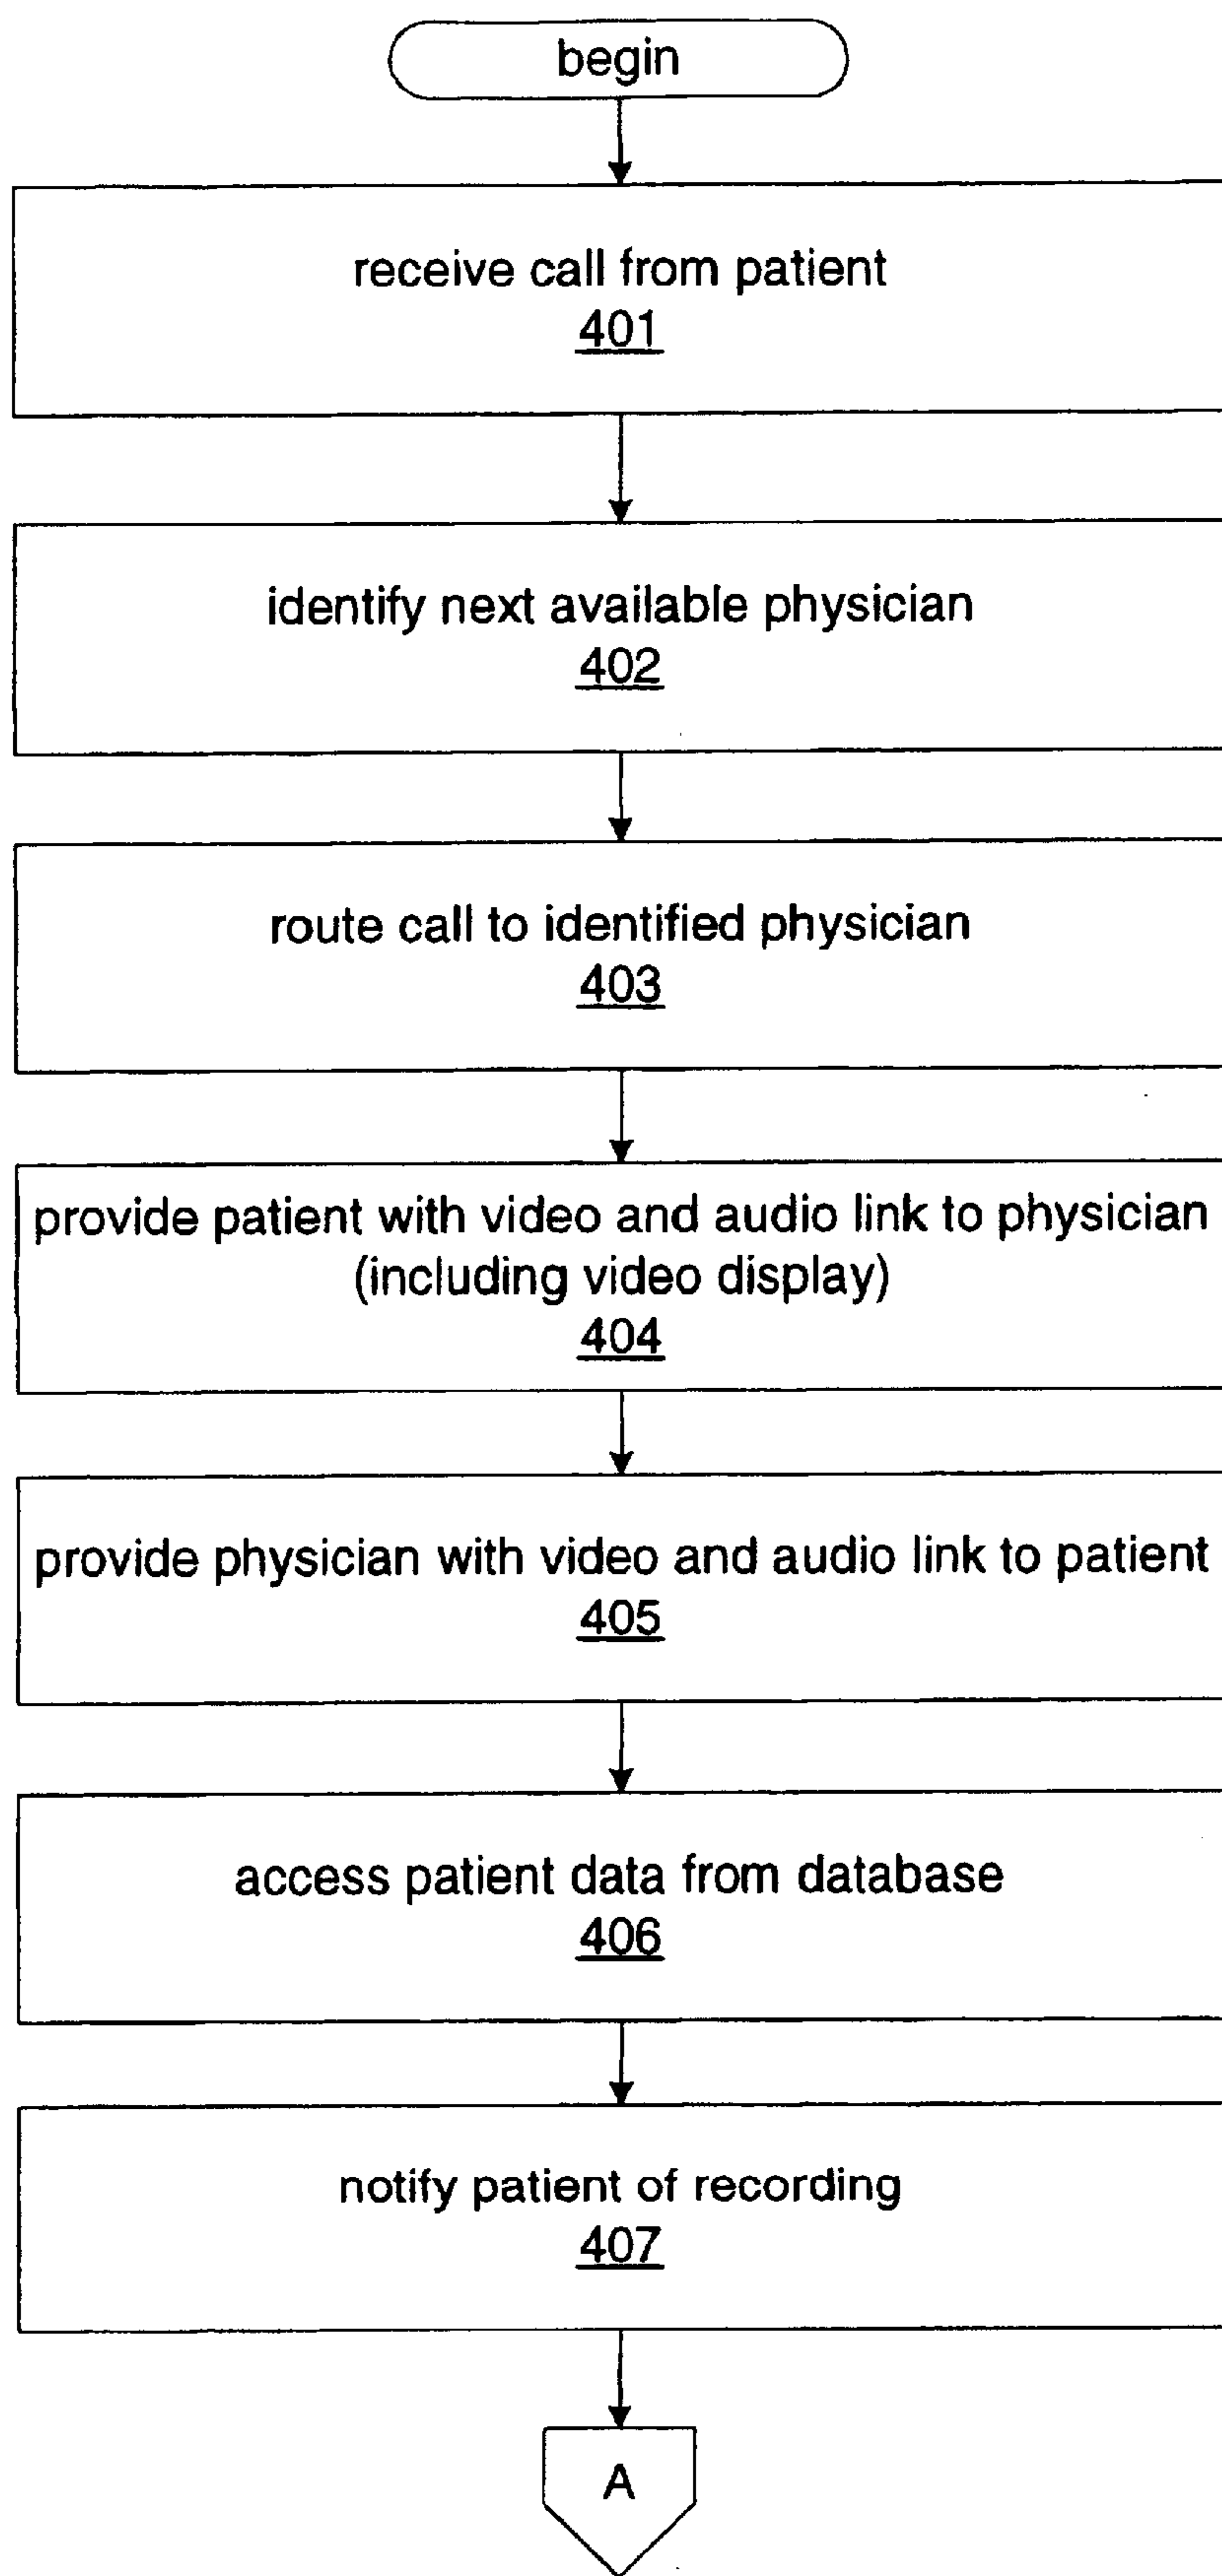 begin
receive call from patient
401
identify next available physician
402
route call to identified physician
403
provide patient with video and audio link to physician
(including video display)
404
provide physician with video and audio link to patient
405
access patient data from database
406
notify patient of recording
407
A